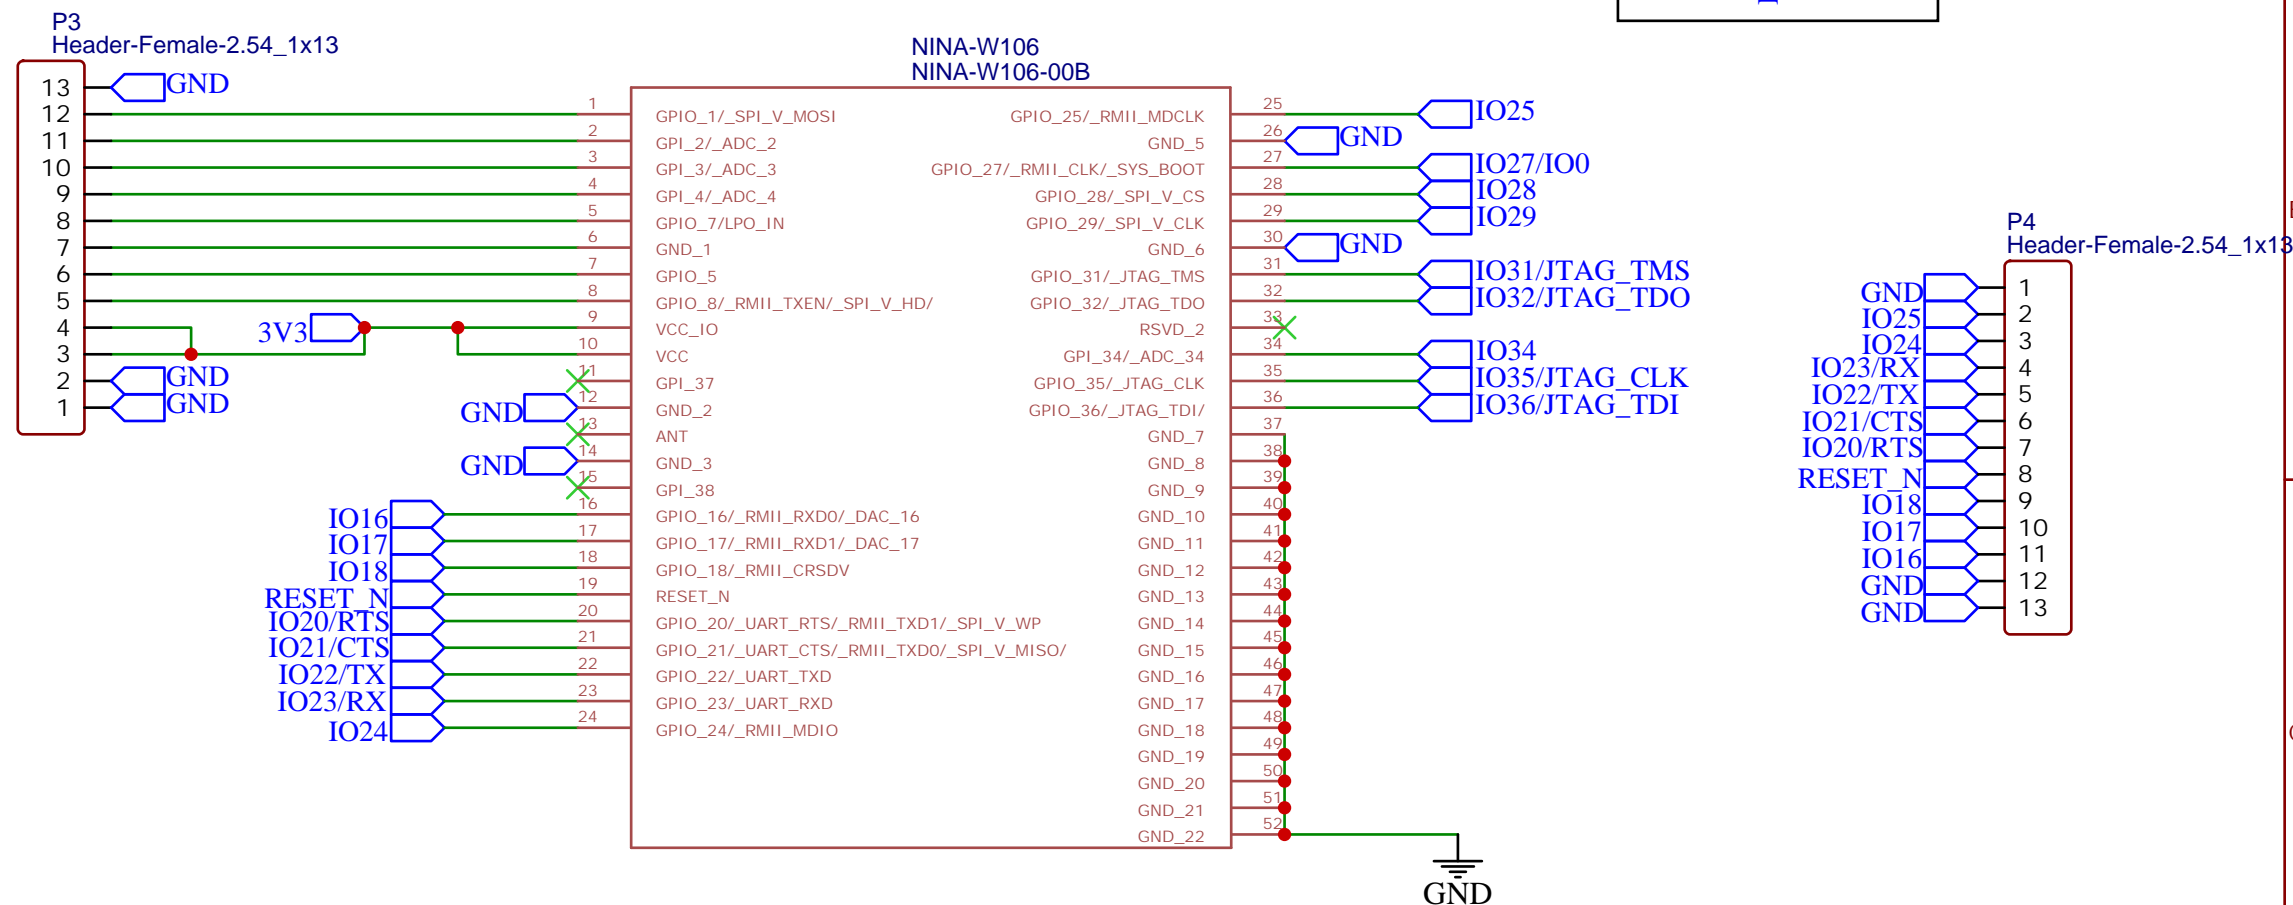 P3
Header-Female-2.54_1x13
13
GND
12
11
10
9
8
7
6
5
4
3
2
GND
1
GND
3V3
GND
GND
IO16
IO17
IO18
RESET_N
IO20/RTS
IO21/CTS
IO22/TX
IO23/RX
IO24
NINA-W106
NINA-W106-00B
1 GPIO_1/_SPI_V_MOSI
2 GPI_2/_ADC_2
3 GPI_3/_ADC_3
4 GPI_4/_ADC_4
5 GPIO_7/LPO_IN
6 GND_1
7 GPIO_5
8 GPIO_8/_RMII_TXEN/_SPI_V_HD/
9 VCC_IO
10 VCC
11 GPI_37
12 GND_2
13 ANT
14 GND_3
15 GPI_38
16 GPIO_16/_RMII_RXD0/_DAC_16
17 GPIO_17/_RMII_RXD1/_DAC_17
18 GPIO_18/_RMII_CRSDV
19 RESET_N
20 GPIO_20/_UART_RTS/_RMII_TXD1/_SPI_V_WP
21 GPIO_21/_UART_CTS/_RMII_TXD0/_SPI_V_MISO/
22 GPIO_22/_UART_TXD
23 GPIO_23/_UART_RXD
24 GPIO_24/_RMII_MDIO
GPIO_25/_RMII_MDCLK 25 IO25
GND_5 26 GND
GPIO_27/_RMII_CLK/_SYS_BOOT 27 IO27/IO0
GPIO_28/_SPI_V_CS 28 IO28
GPIO_29/_SPI_V_CLK 29 IO29
GND_6 30 GND
GPIO_31/_JTAG_TMS 31 IO31/JTAG_TMS
GPIO_32/_JTAG_TDO 32 IO32/JTAG_TDO
RSVD_2 33
GPI_34/_ADC_34 34 IO34
GPIO_35/_JTAG_CLK 35 IO35/JTAG_CLK
GPIO_36/_JTAG_TDI/ 36 IO36/JTAG_TDI
GND_7 37
GND_8 38
GND_9 39
GND_10 40
GND_11 41
GND_12 42
GND_13 43
GND_14 44
GND_15 45
GND_16 46
GND_17 47
GND_18 48
GND_19 49
GND_20 50
GND_21 51
GND_22 52
GND
P4
Header-Female-2.54_1x13
GND 1
IO25 2
IO24 3
IO23/RX 4
IO22/TX 5
IO21/CTS 6
IO20/RTS 7
RESET_N 8
IO18 9
IO17 10
IO16 11
GND 12
GND 13